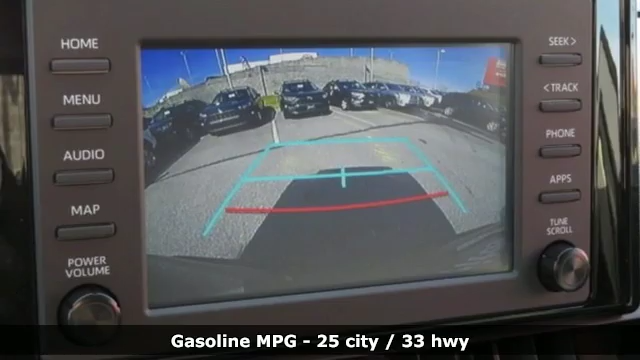 HOME
MENU
AUDIO
MAP
POWER
VOLUME
SEEK >
< TRACK
PHONE
APPS
TUNE
SCROLL
Gasoline MPG - 25 city / 33 hwy